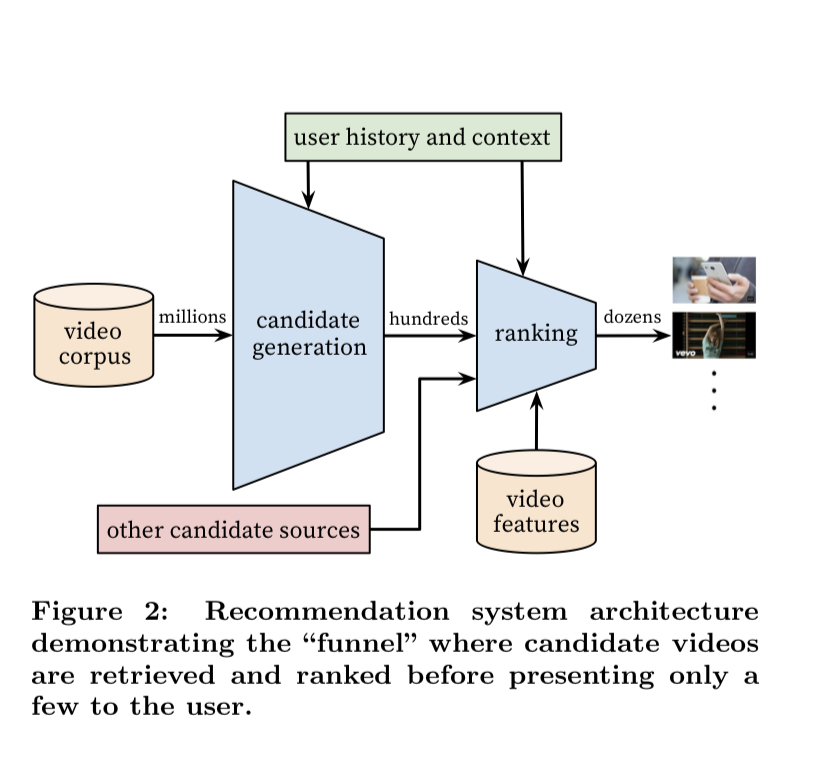 user history and context
video
corpus
millions
candidate
generation
hundreds
ranking
dozens
vevo
other candidate sources
video
features
Figure 2: Recommendation system architecture
demonstrating the “funnel” where candidate videos
are retrieved and ranked before presenting only a
few to the user.